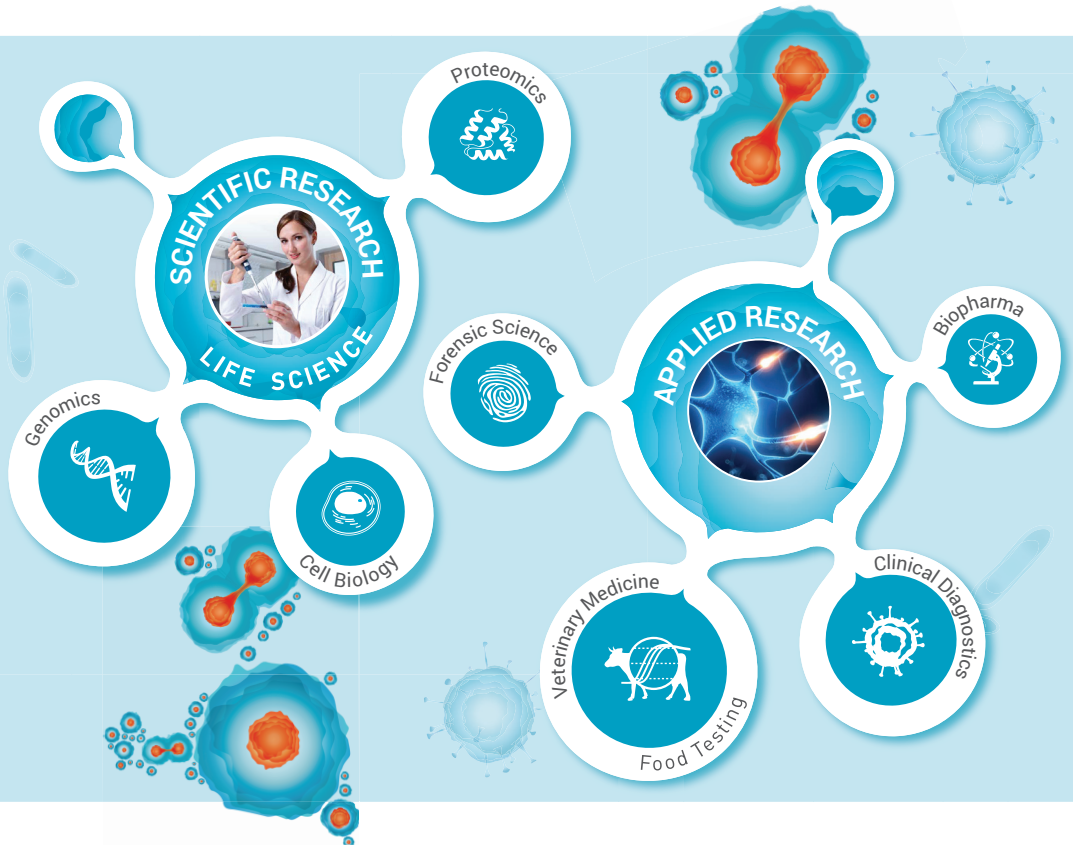 Proteomics
SCIENTIFIC RESEARCH
LIFE SCIENCE
Genomics
Cell Biology
Forensic Science
APPLIED RESEARCH
Biopharma
Veterinary Medicine
Food Testing
Clinical Diagnostics